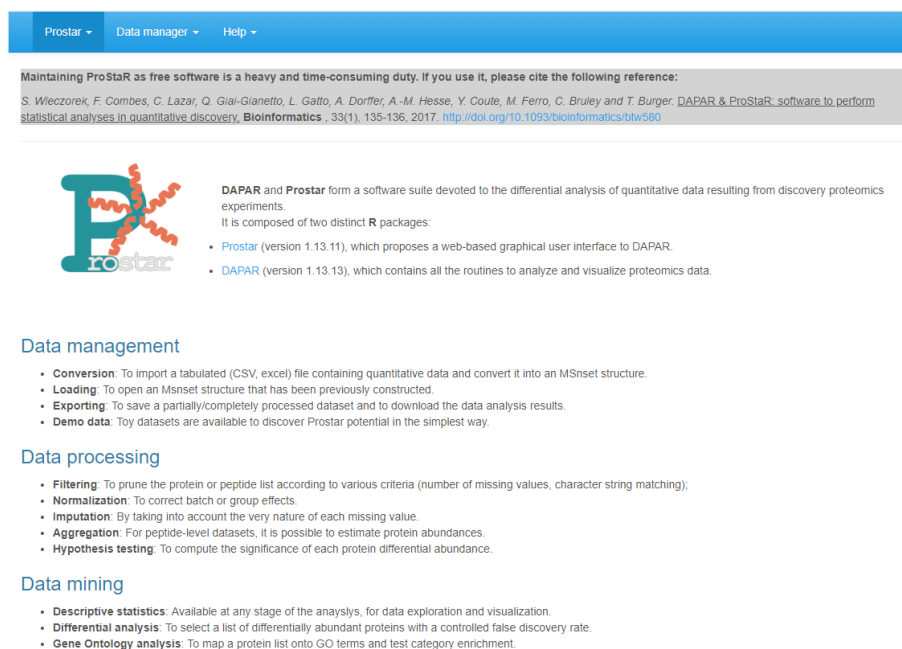 Prostar Data manager Help
Maintaining ProStaR as free software is a heavy and time-consuming duty. If you use it, please cite the following reference:
S. Wieczorek, F. Combes, C. Lazar, Q. Giai-Gianetto, L. Gatto, A. Dorffer, A.-M. Hesse, Y. Coute, M. Ferro, C. Bruley and T. Burger. DAPAR & ProStaR: software to perform
statistical analyses in quantitative discovery. Bioinformatics , 33(1), 135-136, 2017. http://doi.org/10.1093/bioinformatics/btw580
Prostar
DAPAR and Prostar form a software suite devoted to the differential analysis of quantitative data resulting from discovery proteomics
experiments.
It is composed of two distinct R packages:
• Prostar (version 1.13.11), which proposes a web-based graphical user interface to DAPAR.
• DAPAR (version 1.13.13), which contains all the routines to analyze and visualize proteomics data.
Data management
• Conversion: To import a tabulated (CSV, excel) file containing quantitative data and convert it into an MSnset structure.
• Loading: To open an Msnset structure that has been previously constructed.
• Exporting: To save a partially/completely processed dataset and to download the data analysis results.
• Demo data: Toy datasets are available to discover Prostar potential in the simplest way.
Data processing
• Filtering: To prune the protein or peptide list according to various criteria (number of missing values, character string matching);
• Normalization: To correct batch or group effects.
• Imputation: By taking into account the very nature of each missing value.
• Aggregation: For peptide-level datasets, it is possible to estimate protein abundances.
• Hypothesis testing: To compute the significance of each protein differential abundance.
Data mining
• Descriptive statistics: Available at any stage of the anayslys, for data exploration and visualization.
• Differential analysis: To select a list of differentially abundant proteins with a controlled false discovery rate.
• Gene Ontology analysis: To map a protein list onto GO terms and test category enrichment.